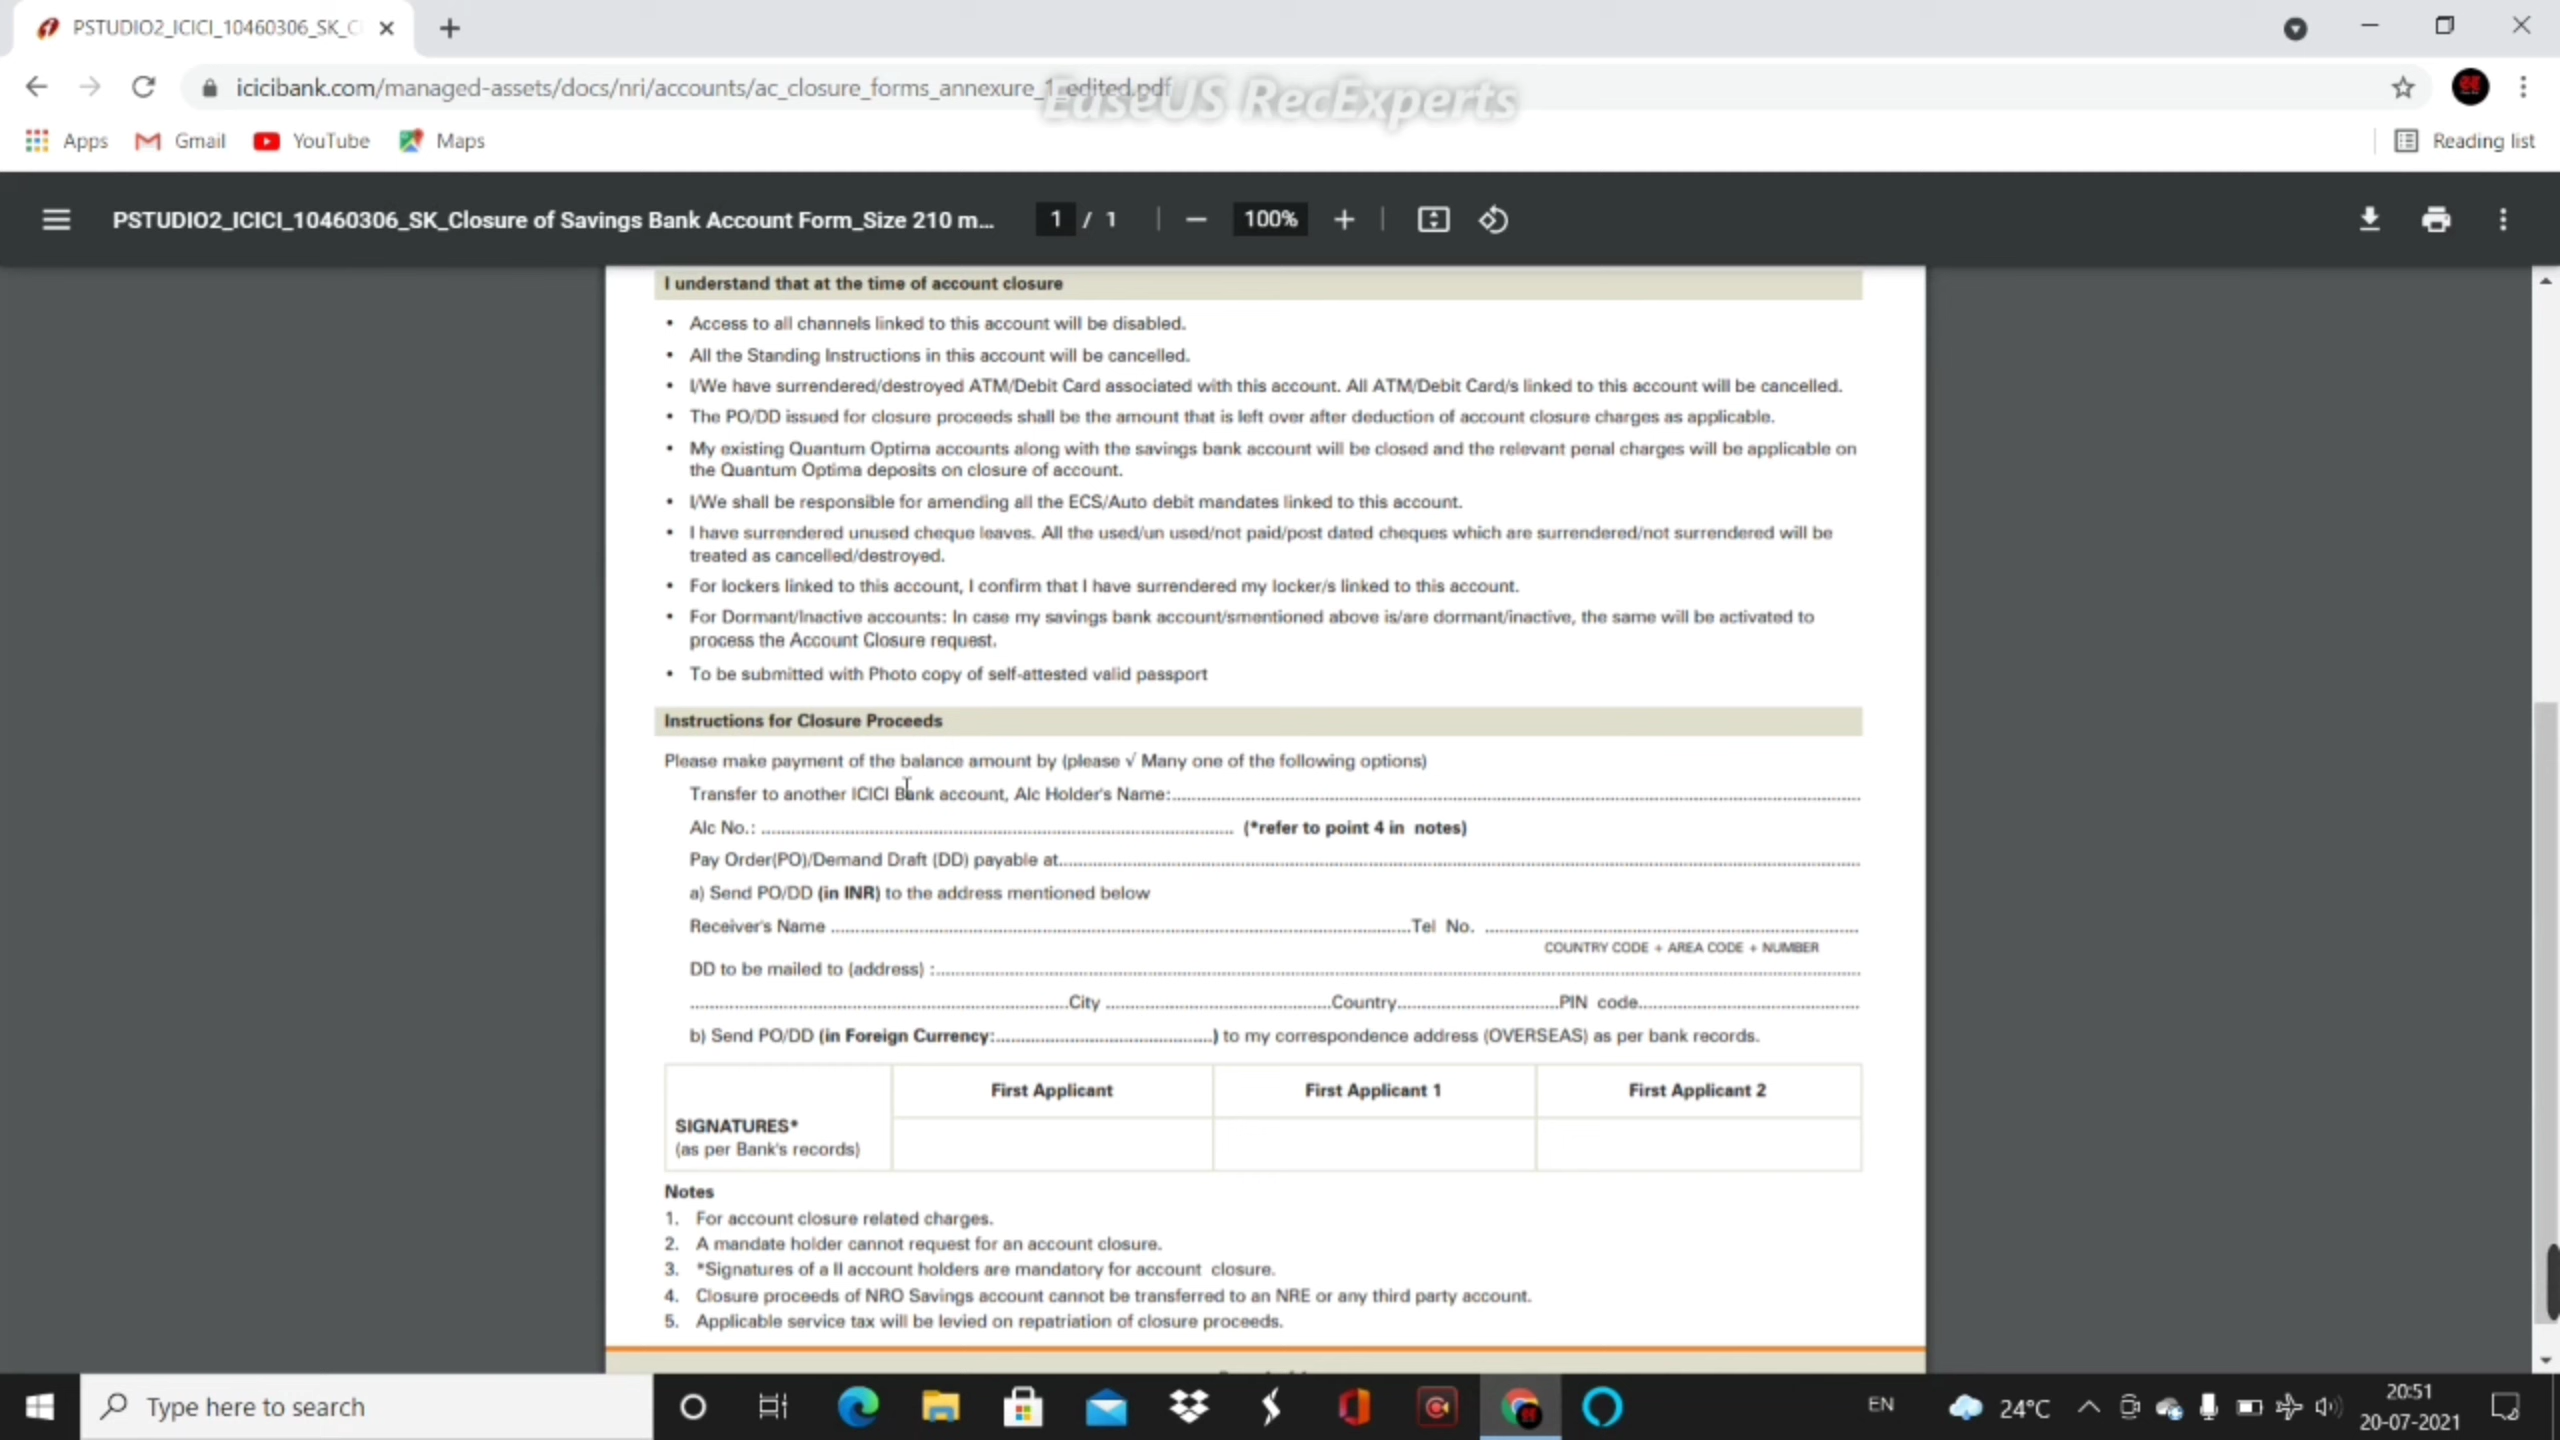 PSTUDIO2_ICICI_10460306_SK_C
icicibank.com/managed-assets/docs/nri/accounts/ac_closure_forms_annexure_1_edited.pdf
EaseUS RecExperts
Apps Gmail YouTube Maps Reading list
PSTUDIO2_ICICI_10460306_SK_Closure of Savings Bank Account Form_Size 210 m... 1 / 1 100%
I understand that at the time of account closure
• Access to all channels linked to this account will be disabled.
• All the Standing Instructions in this account will be cancelled.
• I/We have surrendered/destroyed ATM/Debit Card associated with this account. All ATM/Debit Card/s linked to this account will be cancelled.
• The PO/DD issued for closure proceeds shall be the amount that is left over after deduction of account closure charges as applicable.
• My existing Quantum Optima accounts along with the savings bank account will be closed and the relevant penal charges will be applicable on
the Quantum Optima deposits on closure of account.
• I/We shall be responsible for amending all the ECS/Auto debit mandates linked to this account.
• I have surrendered unused cheque leaves. All the used/un used/not paid/post dated cheques which are surrendered/not surrendered will be
treated as cancelled/destroyed.
• For lockers linked to this account, I confirm that I have surrendered my locker/s linked to this account.
• For Dormant/Inactive accounts: In case my savings bank account/smentioned above is/are dormant/inactive, the same will be activated to
process the Account Closure request.
• To be submitted with Photo copy of self-attested valid passport
Instructions for Closure Proceeds
Please make payment of the balance amount by (please √ Many one of the following options)
Transfer to another ICICI Bank account, Alc Holder's Name:
Alc No.: (*refer to point 4 in notes)
Pay Order(PO)/Demand Draft (DD) payable at
a) Send PO/DD (in INR) to the address mentioned below
Receiver's Name Tel No.
COUNTRY CODE + AREA CODE + NUMBER
DD to be mailed to (address) :
City Country PIN code
b) Send PO/DD (in Foreign Currency: ) to my correspondence address (OVERSEAS) as per bank records.
First Applicant First Applicant 1 First Applicant 2
SIGNATURES*
(as per Bank's records)
Notes
1. For account closure related charges.
2. A mandate holder cannot request for an account closure.
3. *Signatures of a ll account holders are mandatory for account closure.
4. Closure proceeds of NRO Savings account cannot be transferred to an NRE or any third party account.
5. Applicable service tax will be levied on repatriation of closure proceeds.
Type here to search EN 24°C 20:51
20-07-2021